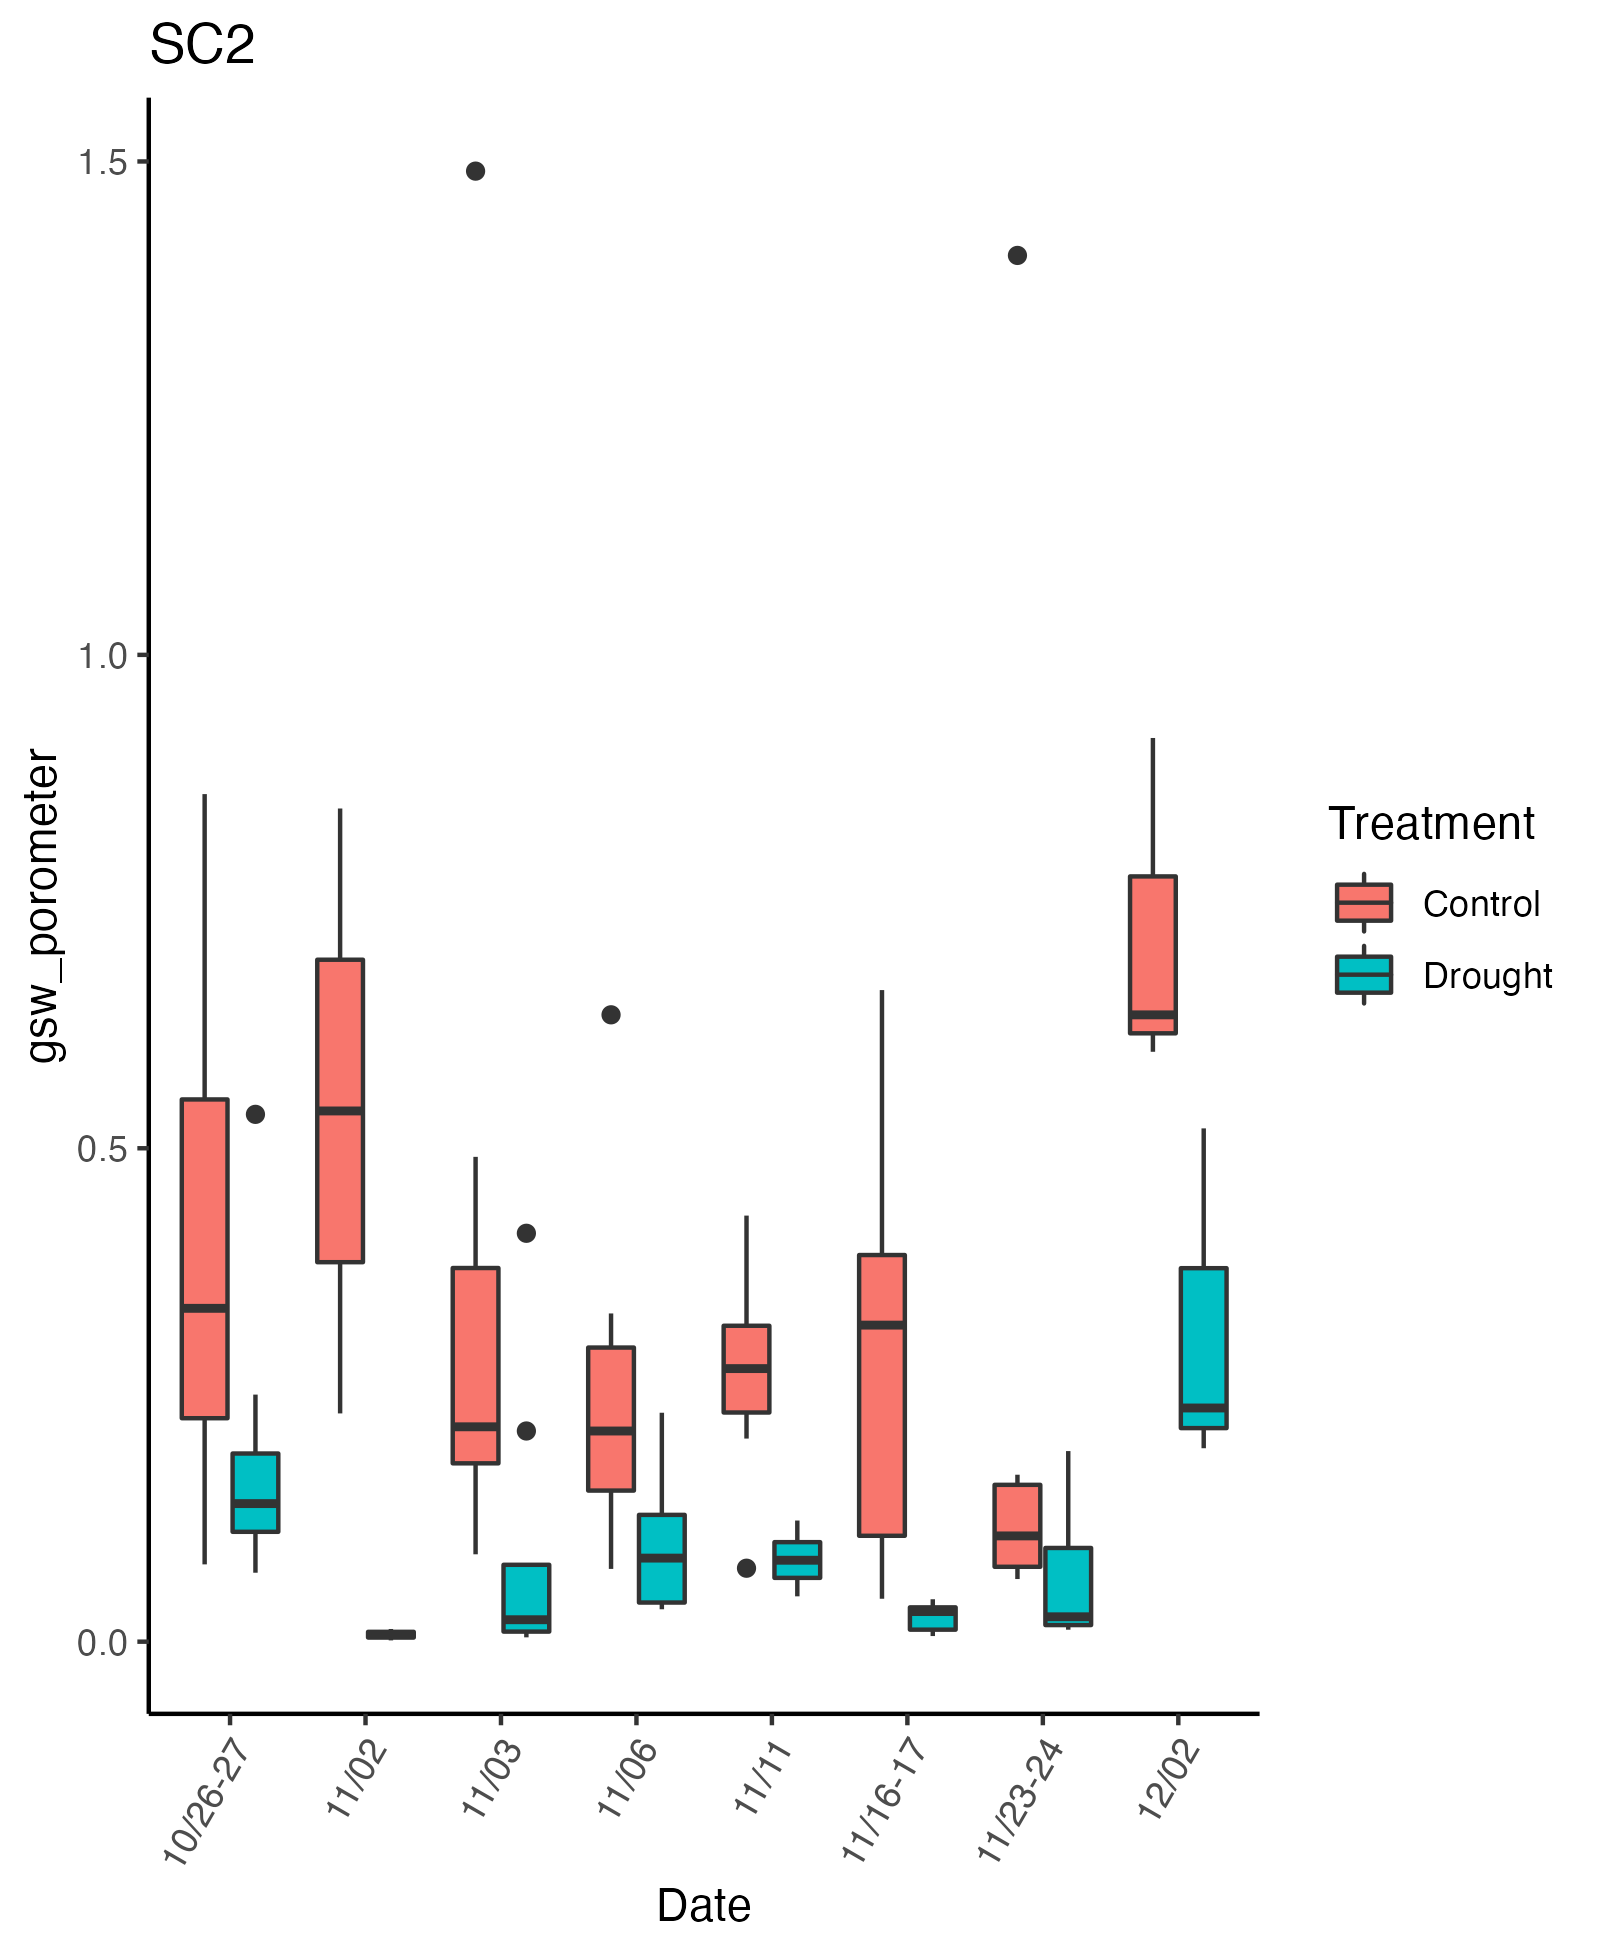 SC2
1.5
1.0
0.5
0.0
gsw_porometer
10/26-27
11/02
11/03
11/06
11/11
11/16-17
11/23-24
12/02
Date
Treatment
Control
Drought